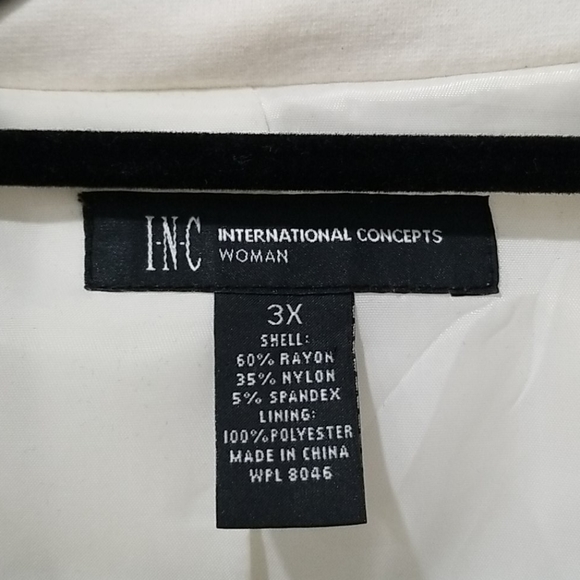 I·N·C INTERNATIONAL CONCEPTS
WOMAN
3X
SHELL:
60% RAYON
35% NYLON
5% SPANDEX
LINING:
100% POLYESTER
MADE IN CHINA
WPL 8046